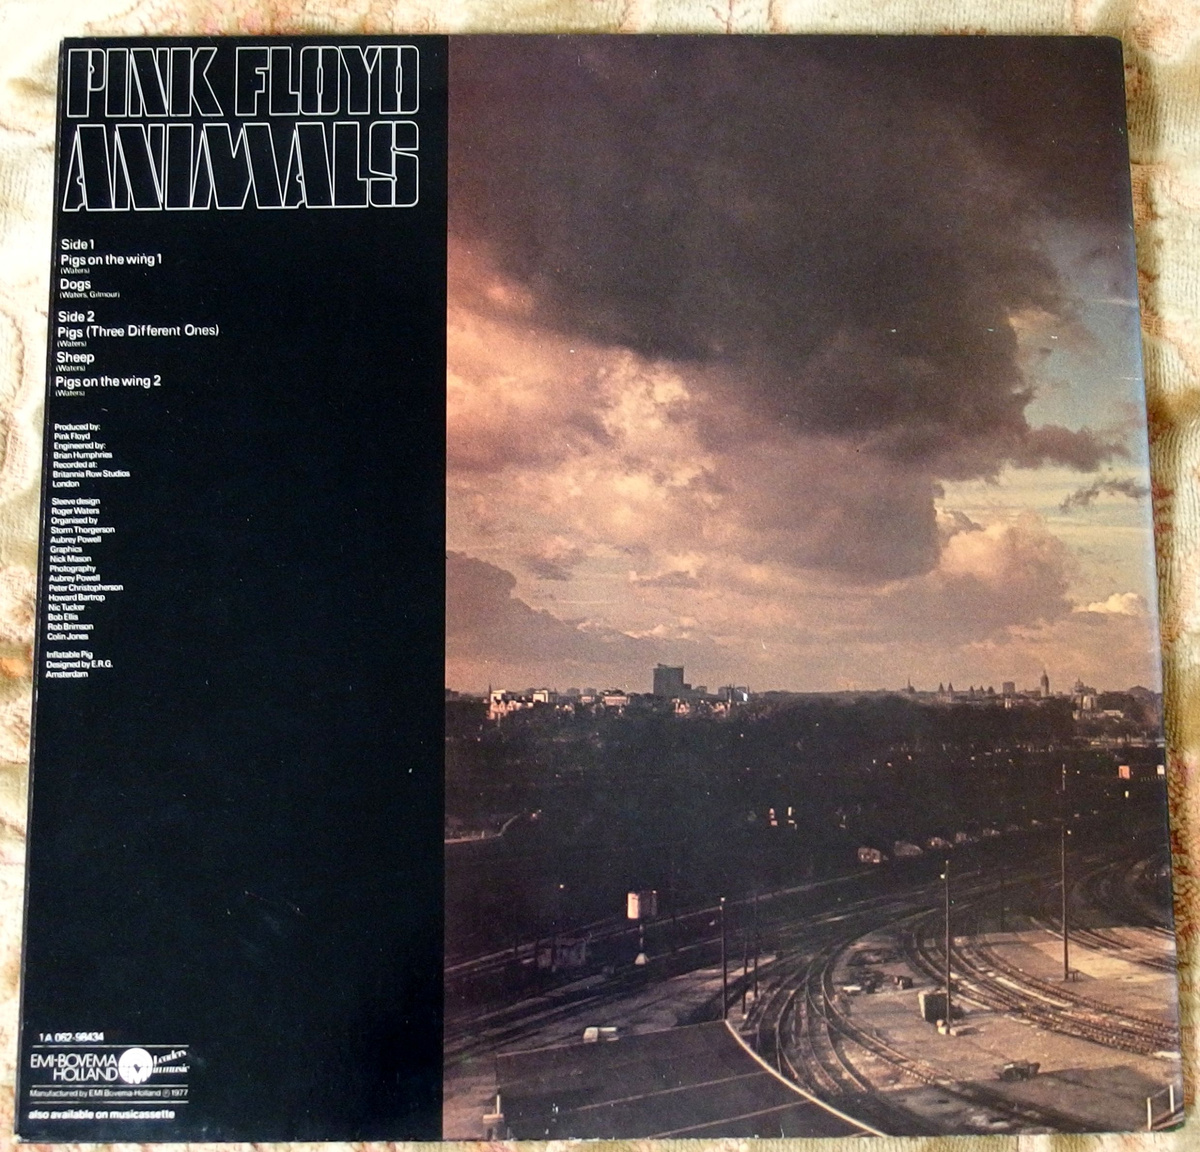 PINK FLOYD
ANIMALS
Side 1
Pigs on the wing 1
(Waters)
Dogs
(Waters, Gilmour)
Side 2
Pigs (Three Different Ones)
(Waters)
Sheep
(Waters)
Pigs on the wing 2
(Waters)
Produced by:
Pink Floyd
Engineered by:
Brian Humphries
Recorded at:
Britannia Row Studios
London
Sleeve design
Roger Waters
Organised by
Storm Thorgerson
Aubrey Powell
Graphics
Nick Mason
Photography
Aubrey Powell
Peter Christopherson
Howard Bartrop
Nic Tucker
Bob Ellis
Rob Brimson
Colin Jones
Inflatable Pig
Designed by E.R.G.
Amsterdam
1A 062-98434
EMI-BOVEMA
HOLLAND
Leaders
in music
Manufactured by EMI Bovema-Holland ℗ 1977
also available on musicassette